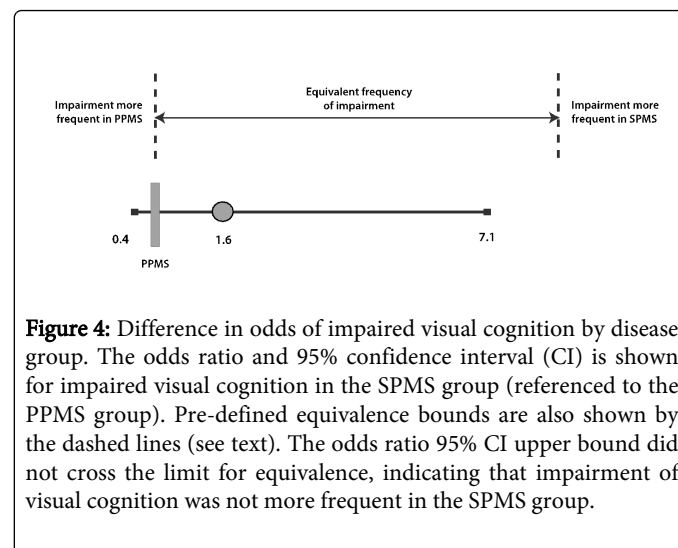 Equivalent frequency
of impairment
Impairment more
frequent in PPMS
Impairment more
frequent in SPMS
0.4
1.6
7.1
PPMS
Figure 4: Difference in odds of impaired visual cognition by disease
group. The odds ratio and 95% confidence interval (CI) is shown
for impaired visual cognition in the SPMS group (referenced to the
PPMS group). Pre-defined equivalence bounds are also shown by
the dashed lines (see text). The odds ratio 95% CI upper bound did
not cross the limit for equivalence, indicating that impairment of
visual cognition was not more frequent in the SPMS group.